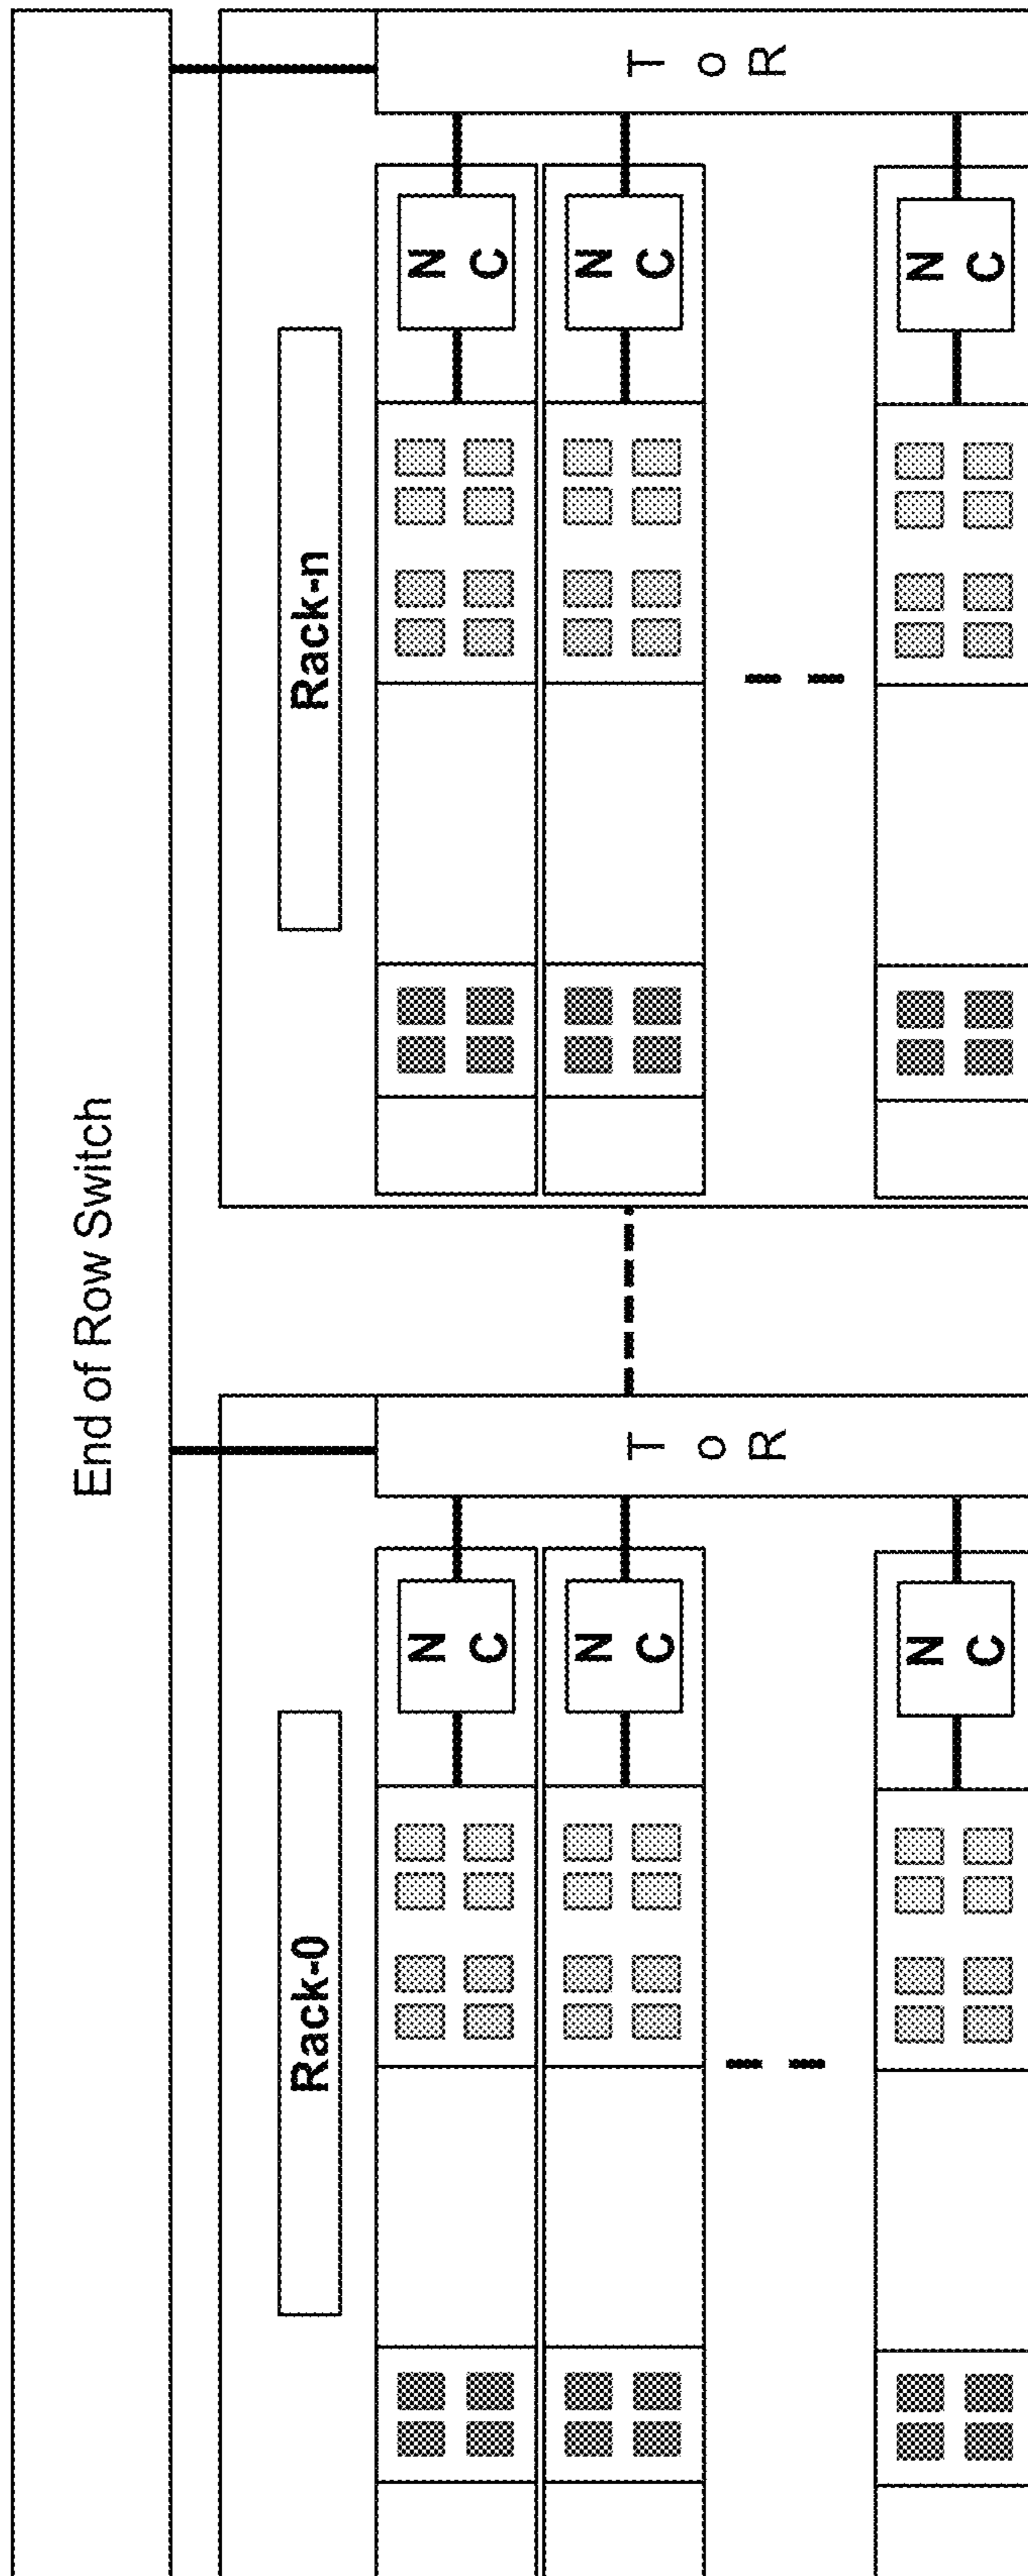 End of Row Switch
Rack-0
Rack-n
N C
N C
N C
T o R
N C
N C
N C
T o R